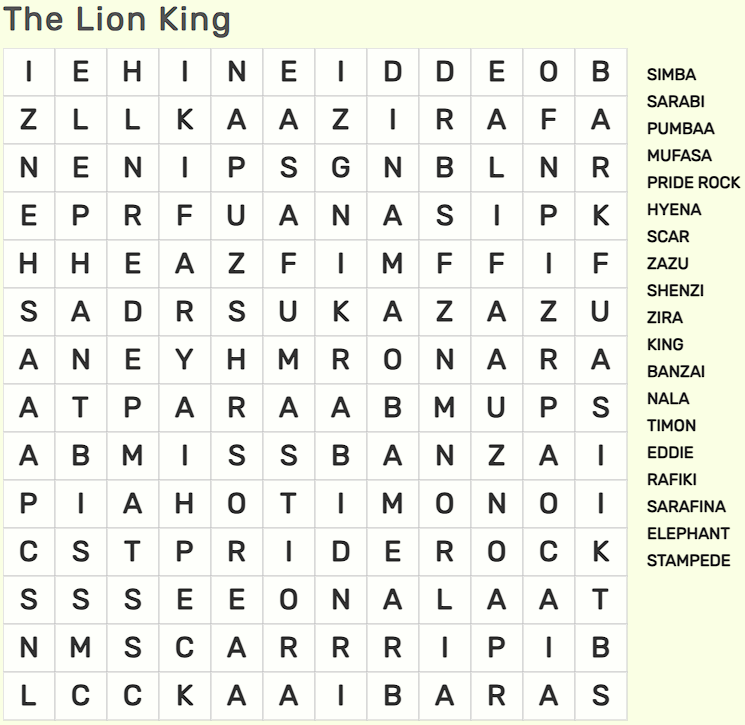 The Lion King
I E H I N E I D D E O B
Z L L K A A Z I R A F A
N E N I P S G N B L N R
E P R F U A N A S I P K
H H E A Z F I M F F I F
S A D R S U K A Z A Z U
A N E Y H M R O N A R A
A T P A R A A B M U P S
A B M I S S B A N Z A I
P I A H O T I M O N O I
C S T P R I D E R O C K
S S S E E O N A L A A T
N M S C A R R R I P I B
L C C K A A I B A R A S
SIMBA
SARABI
PUMBAA
MUFASA
PRIDE ROCK
HYENA
SCAR
ZAZU
SHENZI
ZIRA
KING
BANZAI
NALA
TIMON
EDDIE
RAFIKI
SARAFINA
ELEPHANT
STAMPEDE